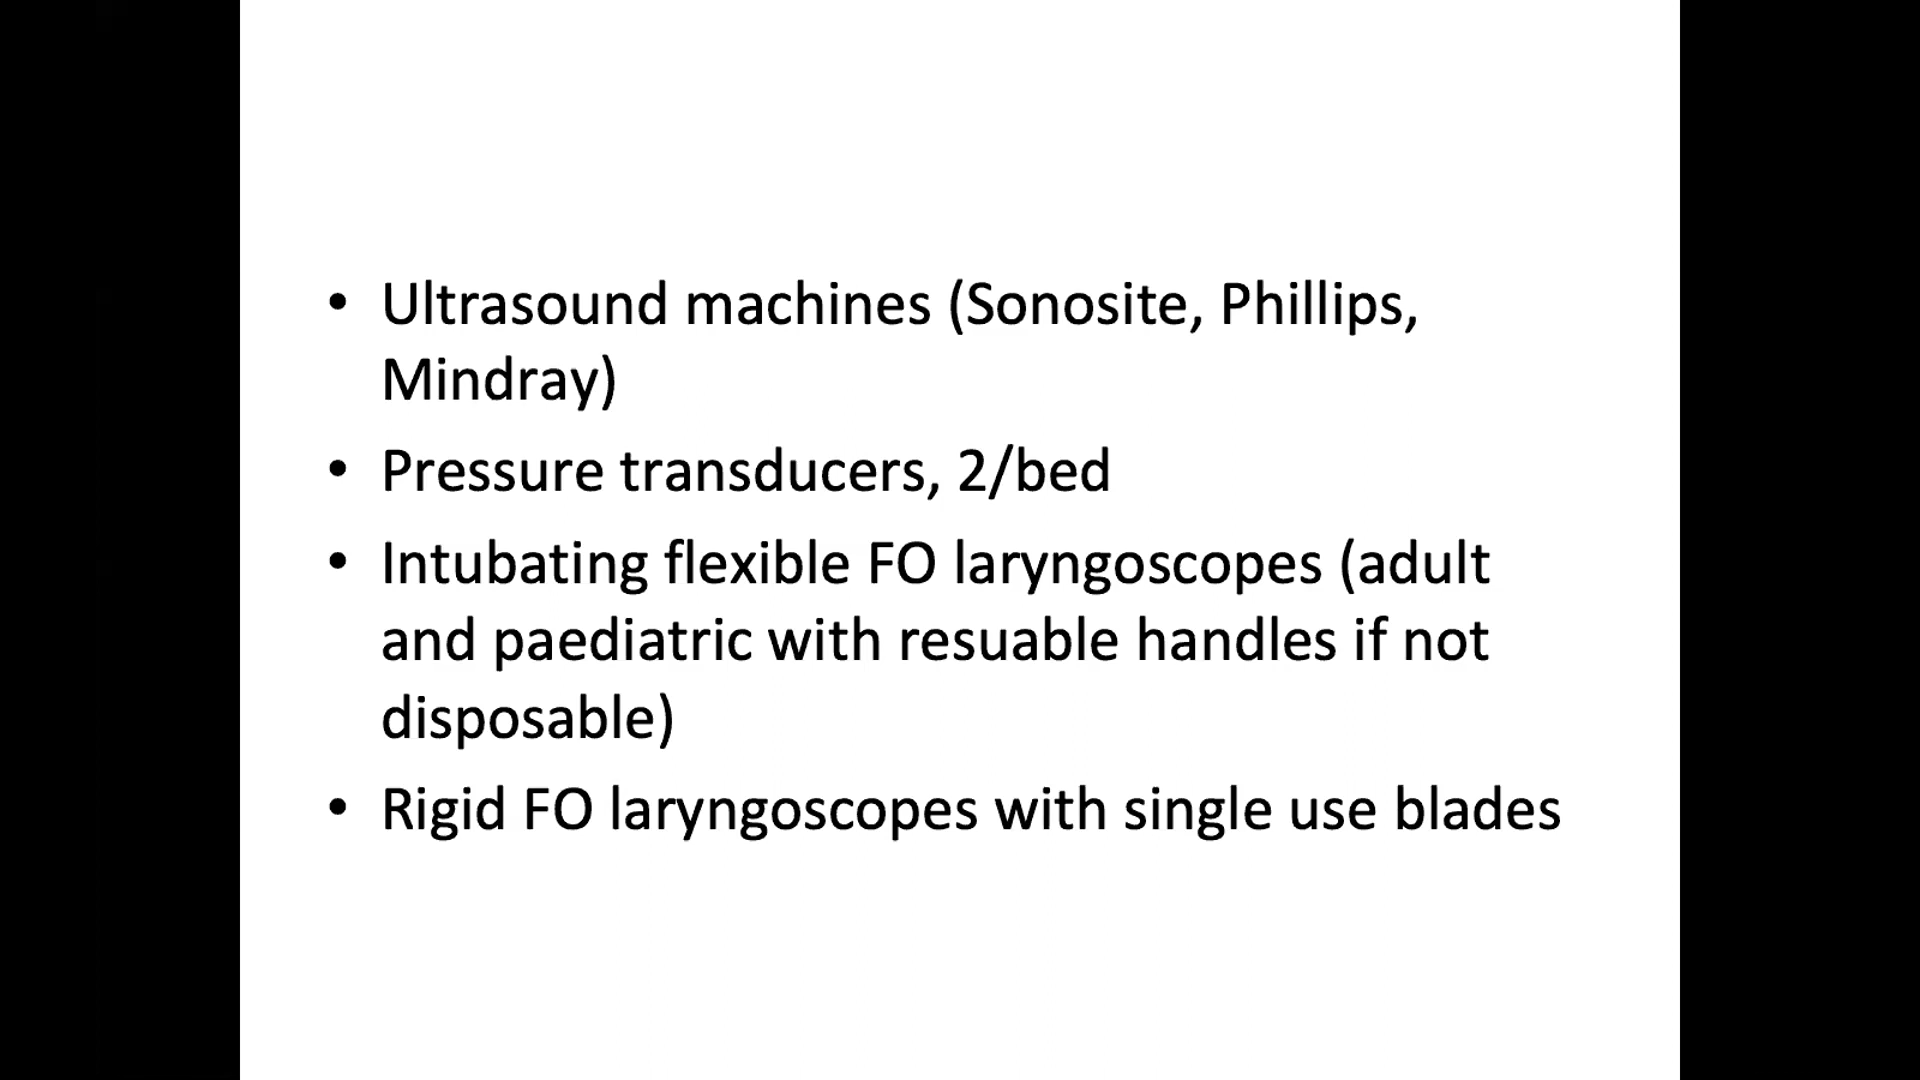 • Ultrasound machines (Sonosite, Phillips,
Mindray)
• Pressure transducers, 2/bed
• Intubating flexible FO laryngoscopes (adult
and paediatric with resuable handles if not
disposable)
• Rigid FO laryngoscopes with single use blades